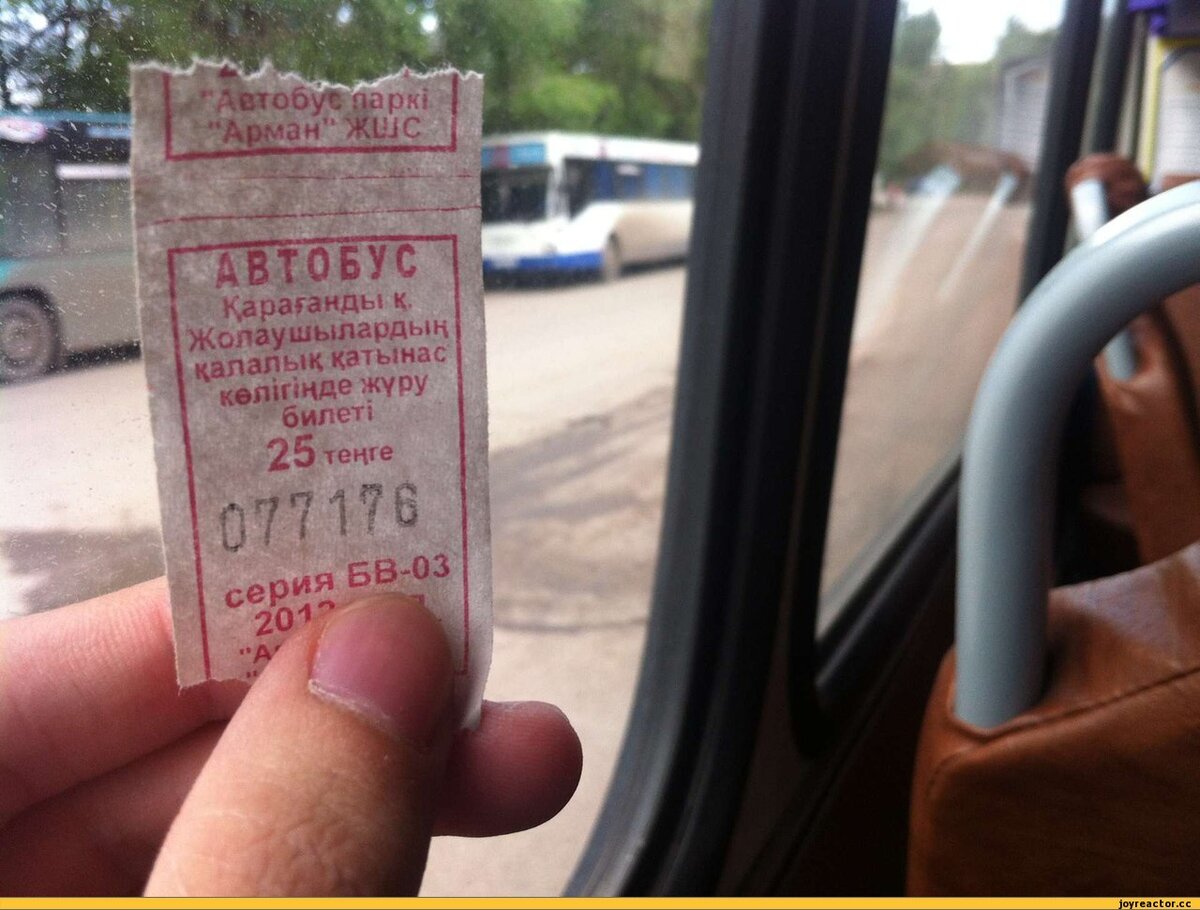 "Автобус паркі
"Арман" ЖШС
АВТОБУС
Қарағанды қ.
Жолаушылардың
қалалық қатынас
көлігінде жүру
билеті
25 теңге
077176
серия БВ-03
joyreactor.cc